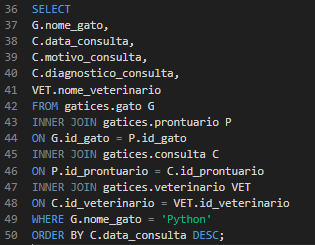 36 SELECT
37 G.nome_gato,
38 C.data_consulta,
39 C.motivo_consulta,
40 C.diagnostico_consulta,
41 VET.nome_veterinario
42 FROM gatices.gato G
43 INNER JOIN gatices.prontuario P
44 ON G.id_gato = P.id_gato
45 INNER JOIN gatices.consulta C
46 ON P.id_prontuario = C.id_prontuario
47 INNER JOIN gatices.veterinario VET
48 ON C.id_veterinario = VET.id_veterinario
49 WHERE G.nome_gato = 'Python'
50 ORDER BY C.data_consulta DESC;